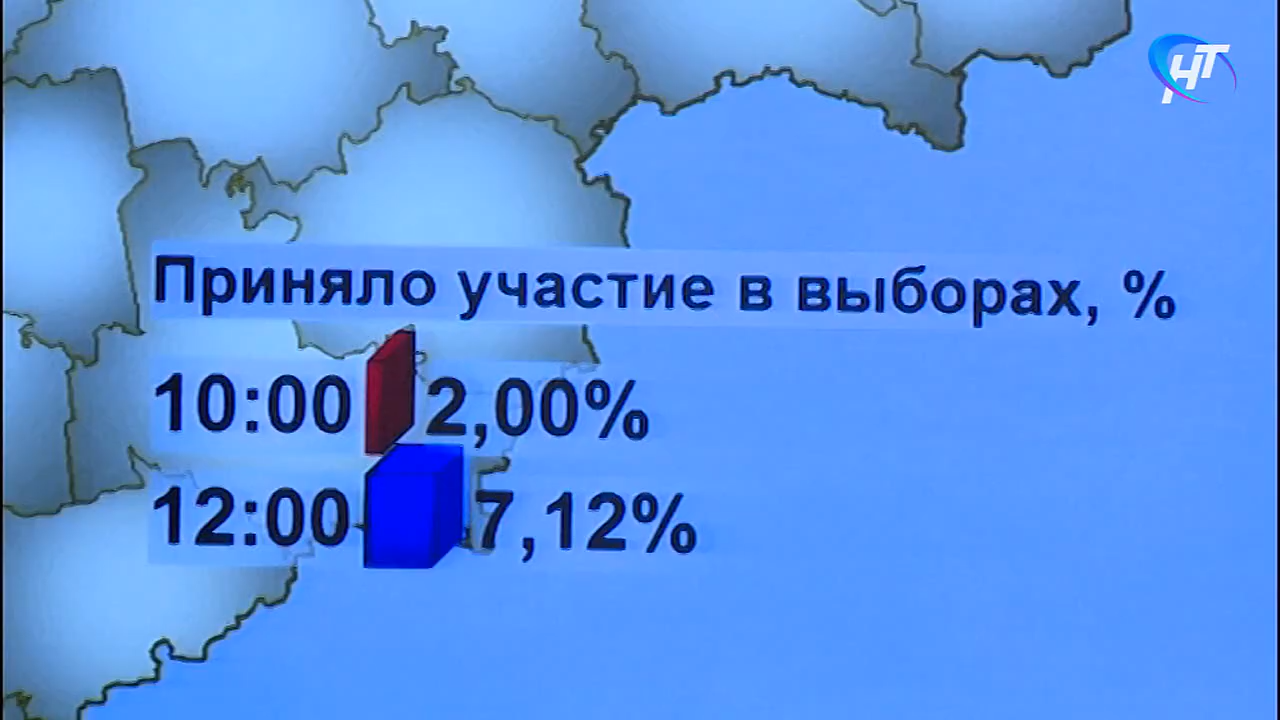 НТ
Приняло участие в выборах, %
10:00 2,00%
12:00 7,12%